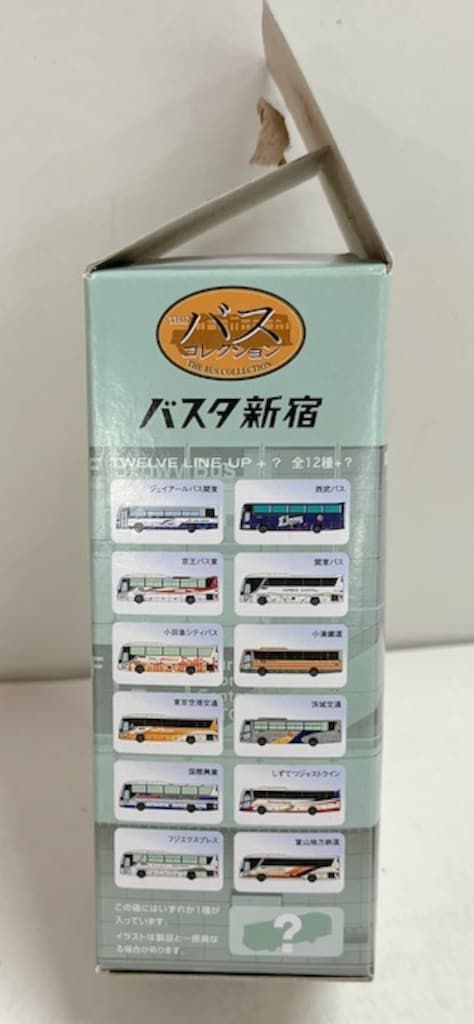 THE バス
コレクション
THE BUS COLLECTION
バスタ新宿
TWELVE LINE-UP + ? 全12種+?
ジェイアールバス関東
西武バス
京王バス東
関東バス
小田急シティバス
小湊鐵道
東京空港交通
茨城交通
国際興業
しずてつジャストライン
フジエクスプレス
富山地方鉄道
この箱にはいずれか1種が
入っています。
イラストは製品と一部異な
る場合があります。
?